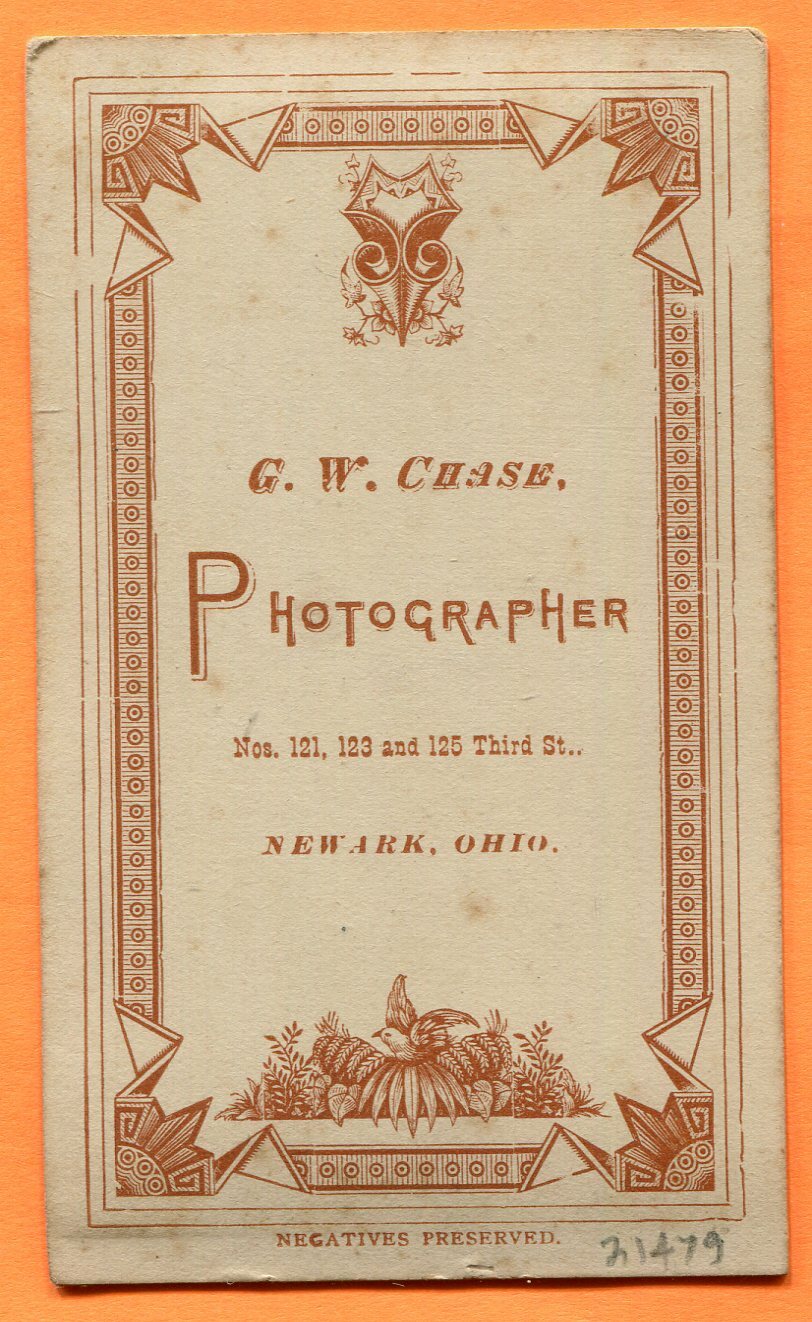 G. W. CHASE,
PHOTOGRAPHER
Nos. 121, 123 and 125 Third St..
NEWARK, OHIO.
NEGATIVES PRESERVED.
21479